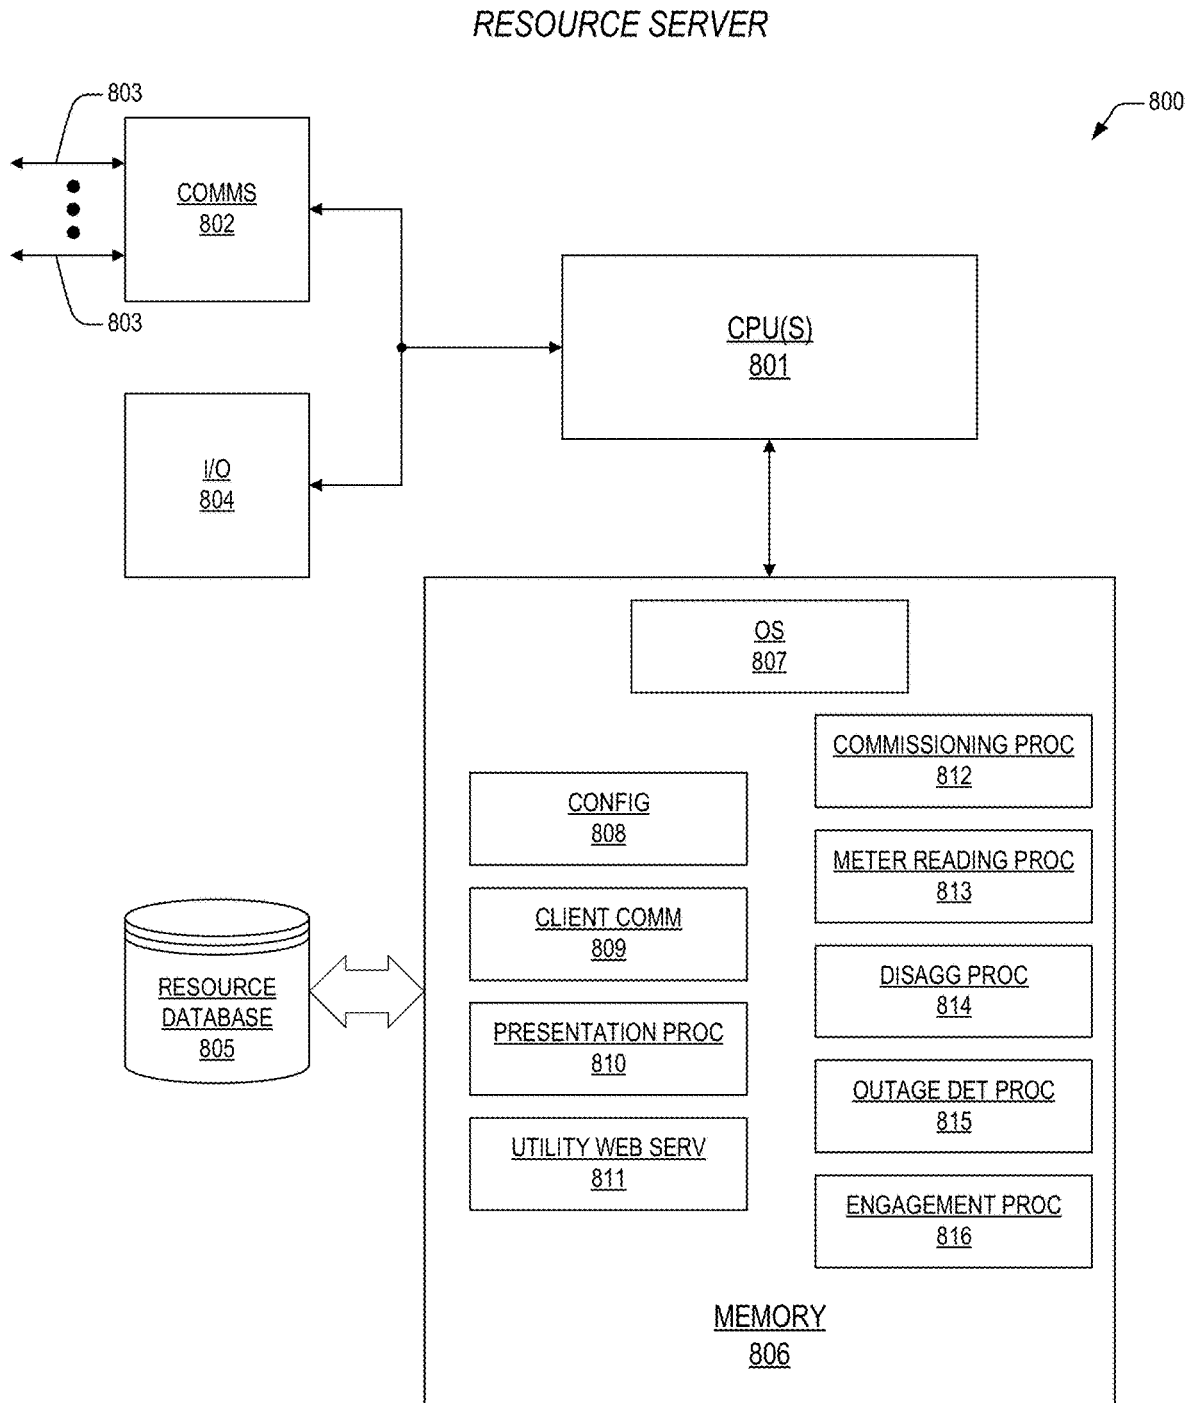 RESOURCE SERVER
803
800
COMMS
802
803
CPU(S)
801
I/O
804
OS
807
COMMISSIONING PROC
812
CONFIG
808
METER READING PROC
813
CLIENT COMM
809
DISAGG PROC
814
RESOURCE
DATABASE
805
PRESENTATION PROC
810
OUTAGE DET PROC
815
UTILITY WEB SERV
811
ENGAGEMENT PROC
816
MEMORY
806